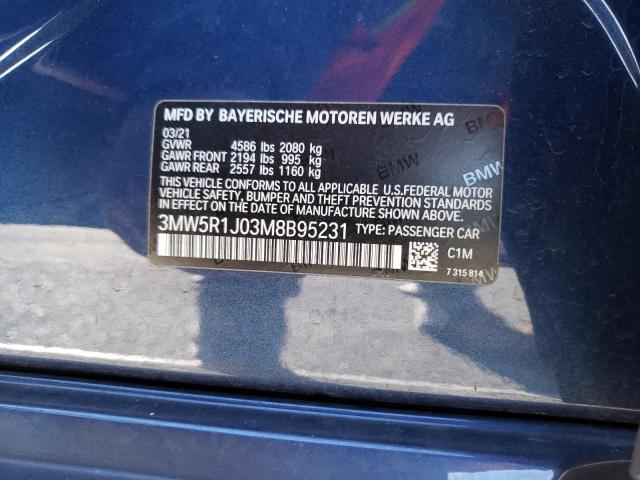 MFD BY BAYERISCHE MOTOREN WERKE AG
03/21
GVWR 4586 lbs 2080 kg
GAWR FRONT 2194 lbs 995 kg
GAWR REAR 2557 lbs 1160 kg
THIS VEHICLE CONFORMS TO ALL APPLICABLE U.S.FEDERAL MOTOR
VEHICLE SAFETY, BUMPER AND THEFT PREVENTION STANDARDS
IN EFFECT ON THE DATE OF MANUFACTURE SHOWN ABOVE.
3MW5R1J03M8B95231 TYPE: PASSENGER CAR
C1M
7 315 814
BMW
BMW
BMW